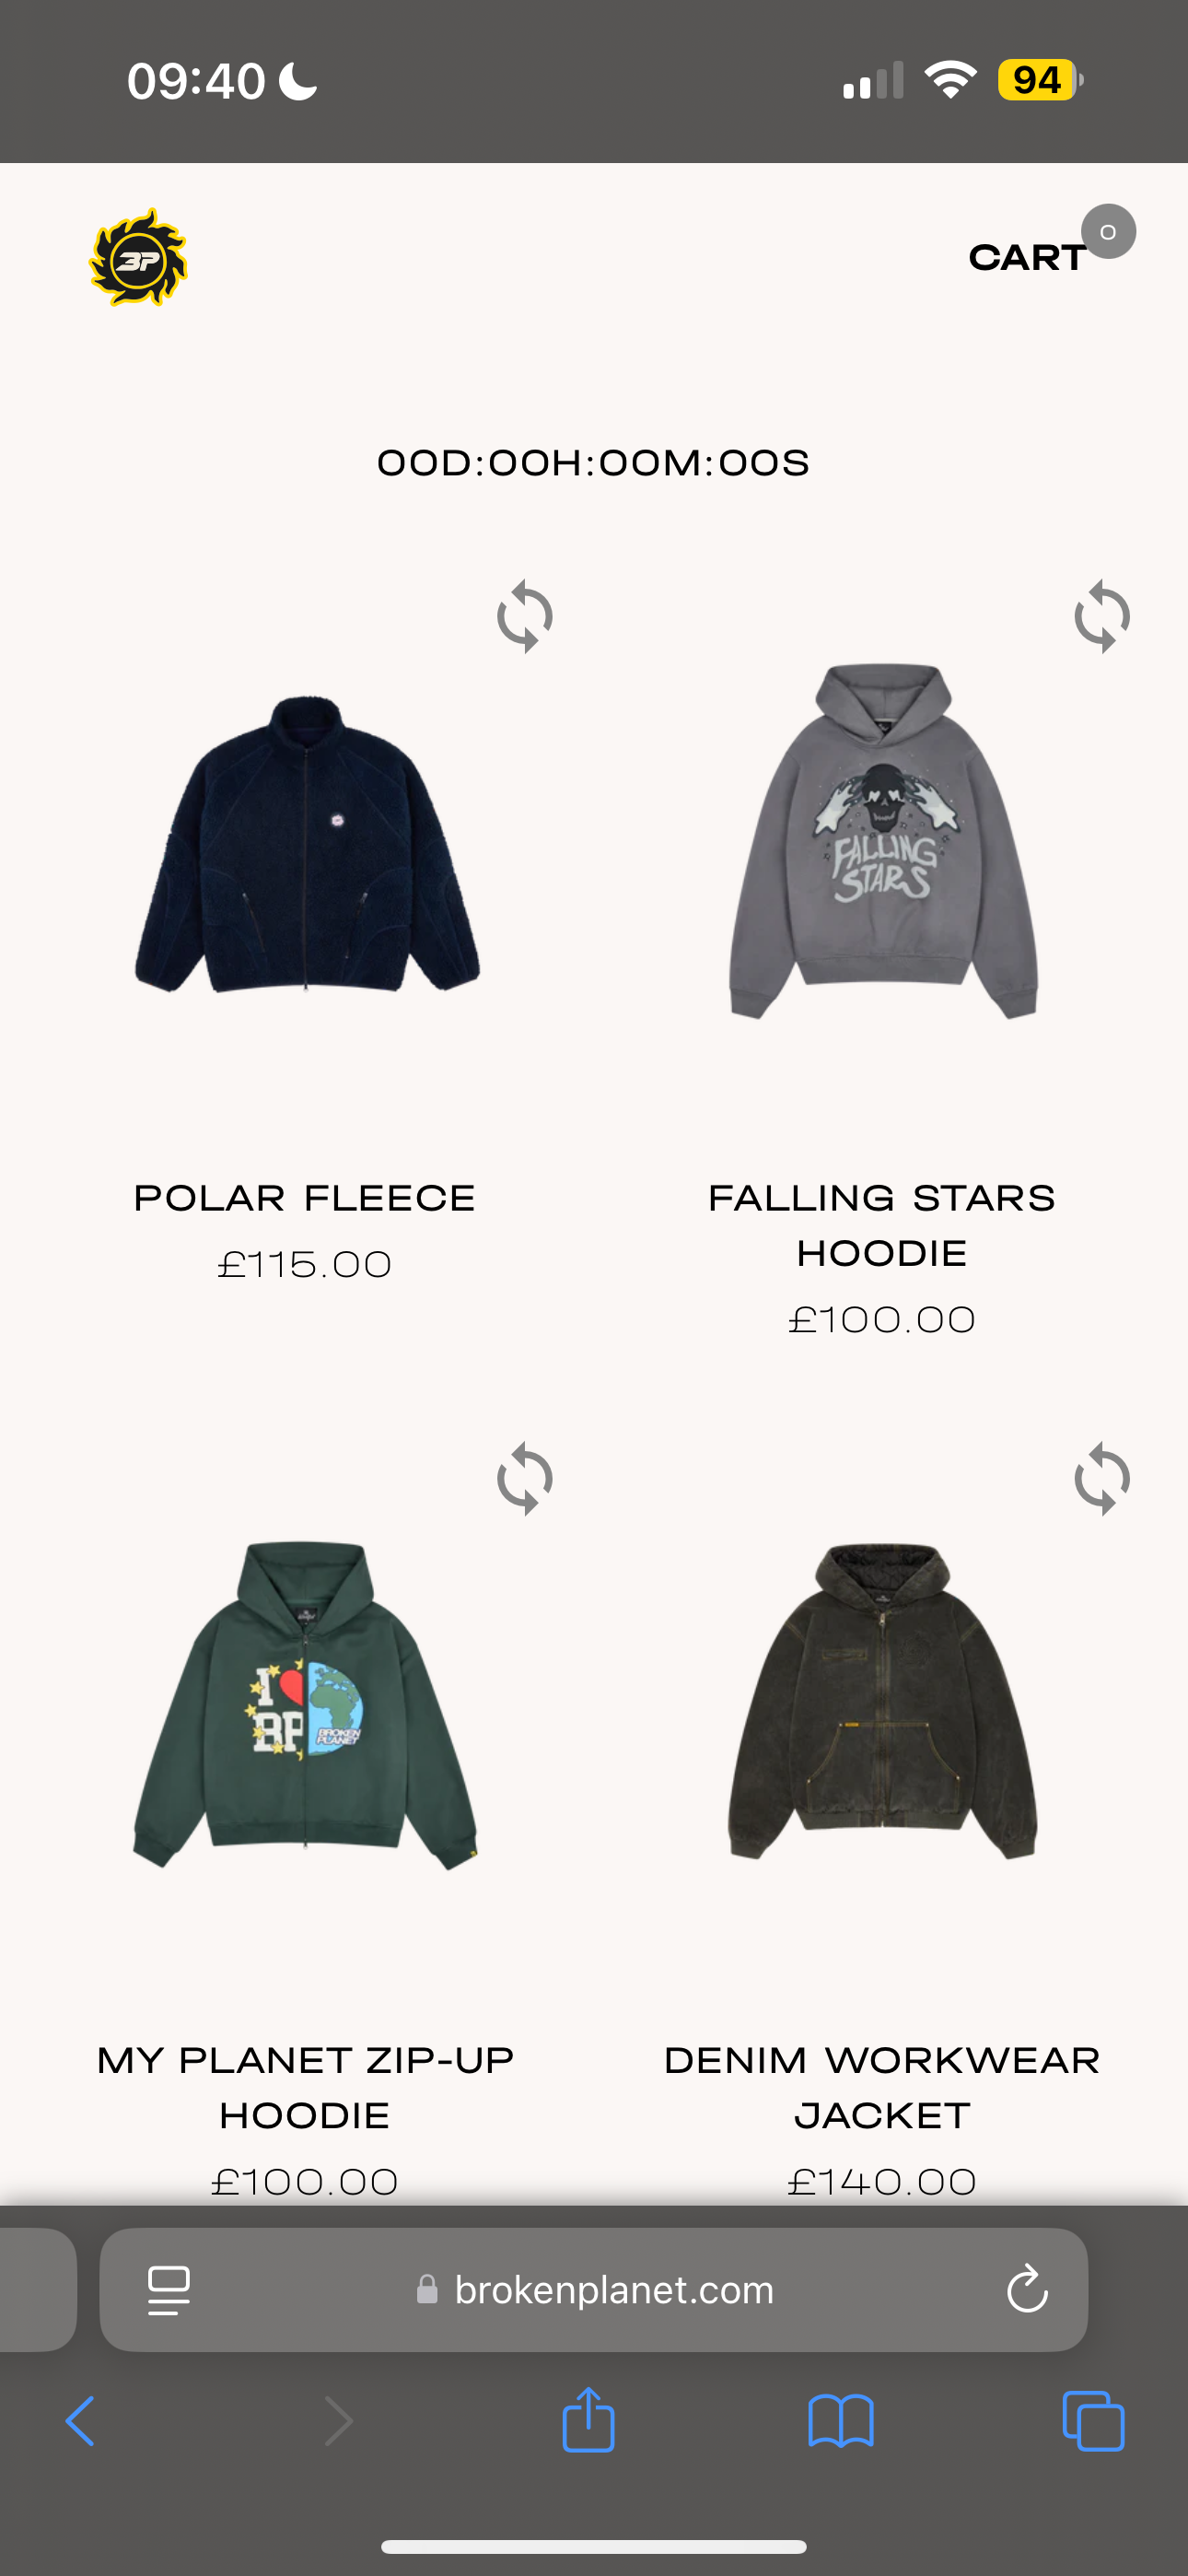 09:40
94
BP
CART
0
00D:00H:00M:00S
FALLING
STARS
POLAR FLEECE
FALLING STARS
HOODIE
£115.00
£100.00
I
BP
BROKEN
PLANET
MY PLANET ZIP-UP
HOODIE
£100.00
DENIM WORKWEAR
JACKET
£140.00
brokenplanet.com